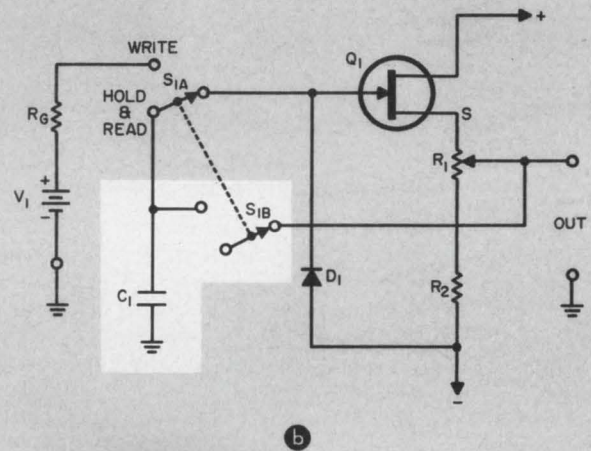 +
WRITE
Q1
S1A
HOLD
&
READ
RG
S
R1
V1
+
-
S1B
OUT
C1
D1
R2
-
b